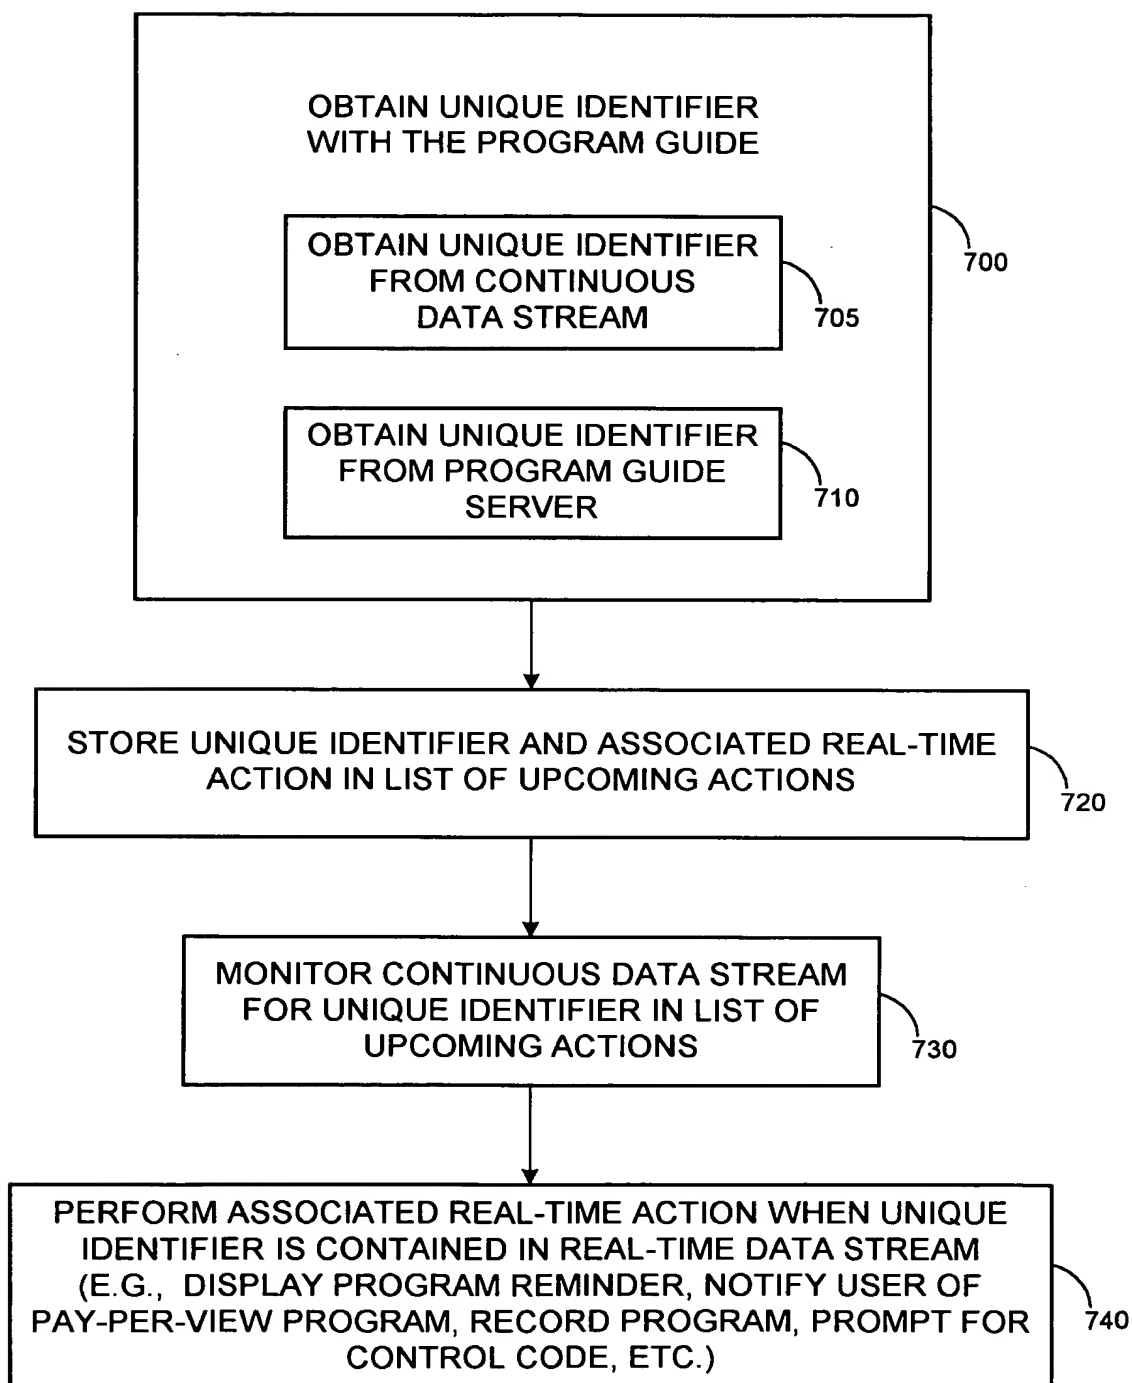 OBTAIN UNIQUE IDENTIFIER
WITH THE PROGRAM GUIDE
700
OBTAIN UNIQUE IDENTIFIER
FROM CONTINUOUS
DATA STREAM
705
OBTAIN UNIQUE IDENTIFIER
FROM PROGRAM GUIDE
SERVER
710
STORE UNIQUE IDENTIFIER AND ASSOCIATED REAL-TIME
ACTION IN LIST OF UPCOMING ACTIONS
720
MONITOR CONTINUOUS DATA STREAM
FOR UNIQUE IDENTIFIER IN LIST OF
UPCOMING ACTIONS
730
PERFORM ASSOCIATED REAL-TIME ACTION WHEN UNIQUE
IDENTIFIER IS CONTAINED IN REAL-TIME DATA STREAM
(E.G., DISPLAY PROGRAM REMINDER, NOTIFY USER OF
PAY-PER-VIEW PROGRAM, RECORD PROGRAM, PROMPT FOR
CONTROL CODE, ETC.)
740